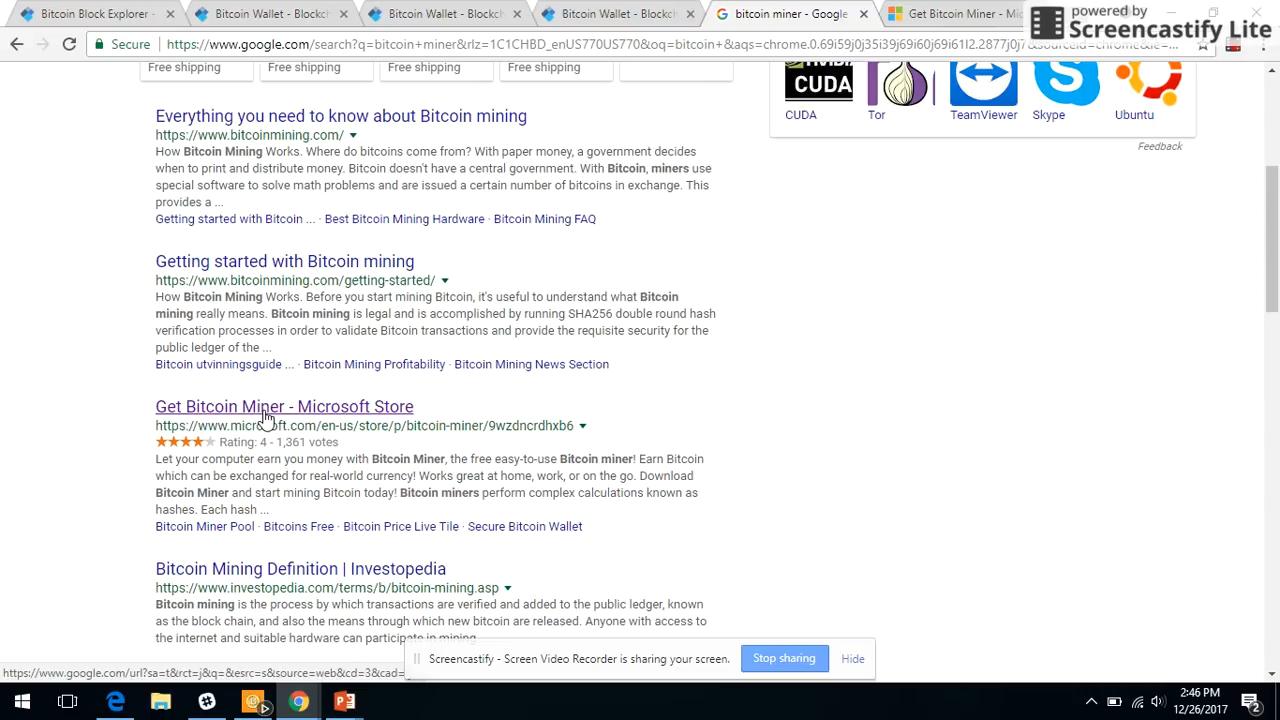 Bitcoin Block Explorer -
Bitcoin Wallet - Blockch
Bitcoin Wallet - Blockch
Bitcoin Wallet - Blockch
bitcoin miner - Google
Get Bitcoin Miner - Mi
powered by
Screencastify Lite
Secure
https://www.google.com/search?q=bitcoin+miner&rlz=1C1CHBD_enUS770US770&oq=bitcoin+&aqs=chrome.0.69i59j0j35i39j69i60j69i61l2.2877j0j7&sourceid=chrome&ie=...
Free shipping
Free shipping
Free shipping
Free shipping
NVIDIA
CUDA
CUDA
Tor
TeamViewer
Skype
Ubuntu
Feedback
Everything you need to know about Bitcoin mining
https://www.bitcoinmining.com/
How Bitcoin Mining Works. Where do bitcoins come from? With paper money, a government decides
when to print and distribute money. Bitcoin doesn't have a central government. With Bitcoin, miners use
special software to solve math problems and are issued a certain number of bitcoins in exchange. This
provides a ...
Getting started with Bitcoin ... · Best Bitcoin Mining Hardware · Bitcoin Mining FAQ
Getting started with Bitcoin mining
https://www.bitcoinmining.com/getting-started/
How Bitcoin Mining Works. Before you start mining Bitcoin, it's useful to understand what Bitcoin
mining really means. Bitcoin mining is legal and is accomplished by running SHA256 double round hash
verification processes in order to validate Bitcoin transactions and provide the requisite security for the
public ledger of the ...
Bitcoin utvinningsguide ... · Bitcoin Mining Profitability · Bitcoin Mining News Section
Get Bitcoin Miner - Microsoft Store
https://www.microsoft.com/en-us/store/p/bitcoin-miner/9wzdncrdhxb6
Rating: 4 - 1,361 votes
Let your computer earn you money with Bitcoin Miner, the free easy-to-use Bitcoin miner! Earn Bitcoin
which can be exchanged for real-world currency! Works great at home, work, or on the go. Download
Bitcoin Miner and start mining Bitcoin today! Bitcoin miners perform complex calculations known as
hashes. Each hash ...
Bitcoin Miner Pool · Bitcoins Free · Bitcoin Price Live Tile · Secure Bitcoin Wallet
Bitcoin Mining Definition | Investopedia
https://www.investopedia.com/terms/b/bitcoin-mining.asp
Bitcoin mining is the process by which transactions are verified and added to the public ledger, known
as the block chain, and also the means through which new bitcoin are released. Anyone with access to
the internet and suitable hardware can participate in mining.
Screencastify - Screen Video Recorder is sharing your screen.
Stop sharing
Hide
https://www.google.com/url?sa=t&rct=j&q=&esrc=s&source=web&cd=3&cad=
2:46 PM
12/26/2017
2